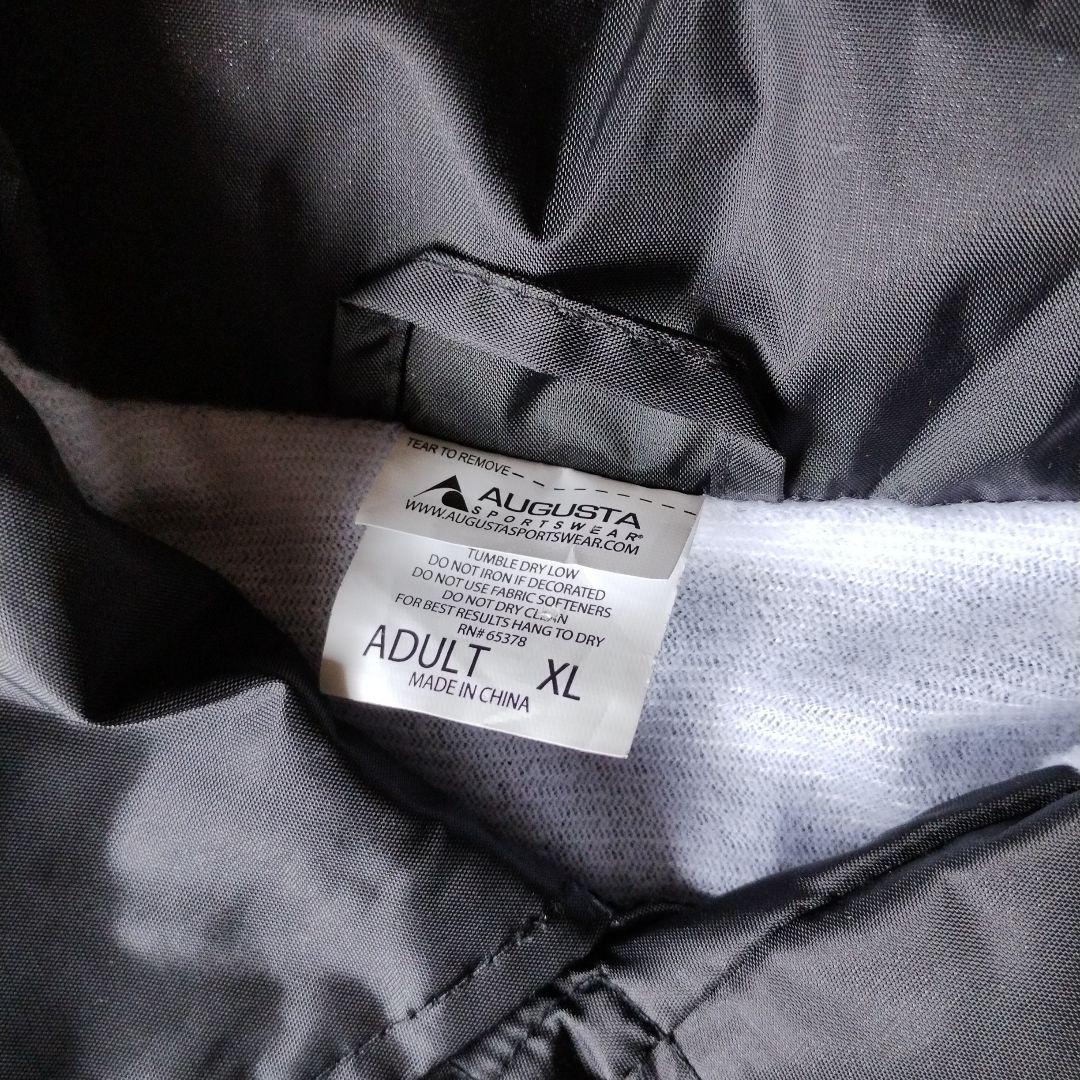 TEAR TO REMOVE
AUGUSTA
SPORTSWEAR®
WWW.AUGUSTASPORTSWEAR.COM
TUMBLE DRY LOW
DO NOT IRON IF DECORATED
DO NOT USE FABRIC SOFTENERS
DO NOT DRY CLEAN
FOR BEST RESULTS HANG TO DRY
RN# 65378
ADULT XL
MADE IN CHINA